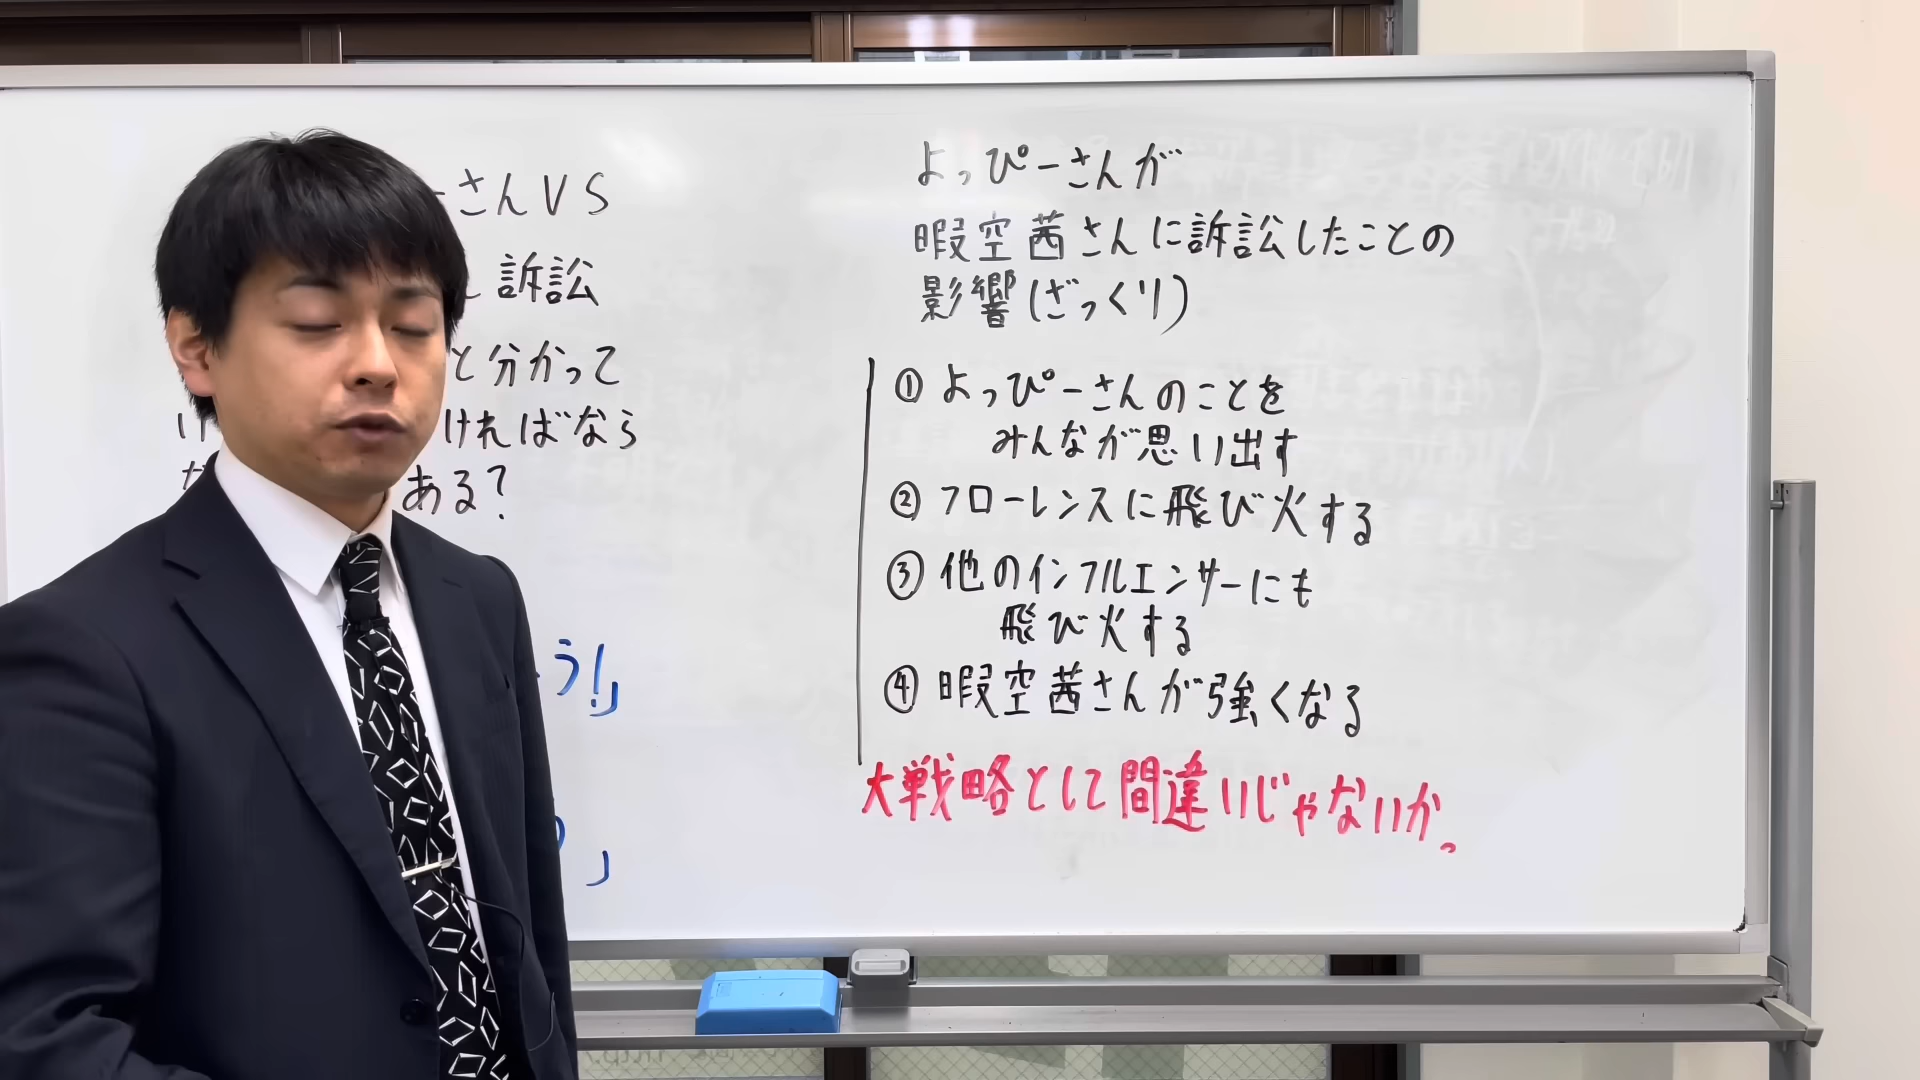 ーさんVS
訴訟
と分かって
ければなら
ある?
う!」
」
よっぴーさんが
暇空茜さんに訴訟したことの
影響(ざっくり)
① よっぴーさんのことを
みんなが思い出す
② フローレンスに飛び火する
③ 他のインフルエンサーにも
飛び火する
④ 暇空茜さんが強くなる
大戦略として間違いじゃないか。